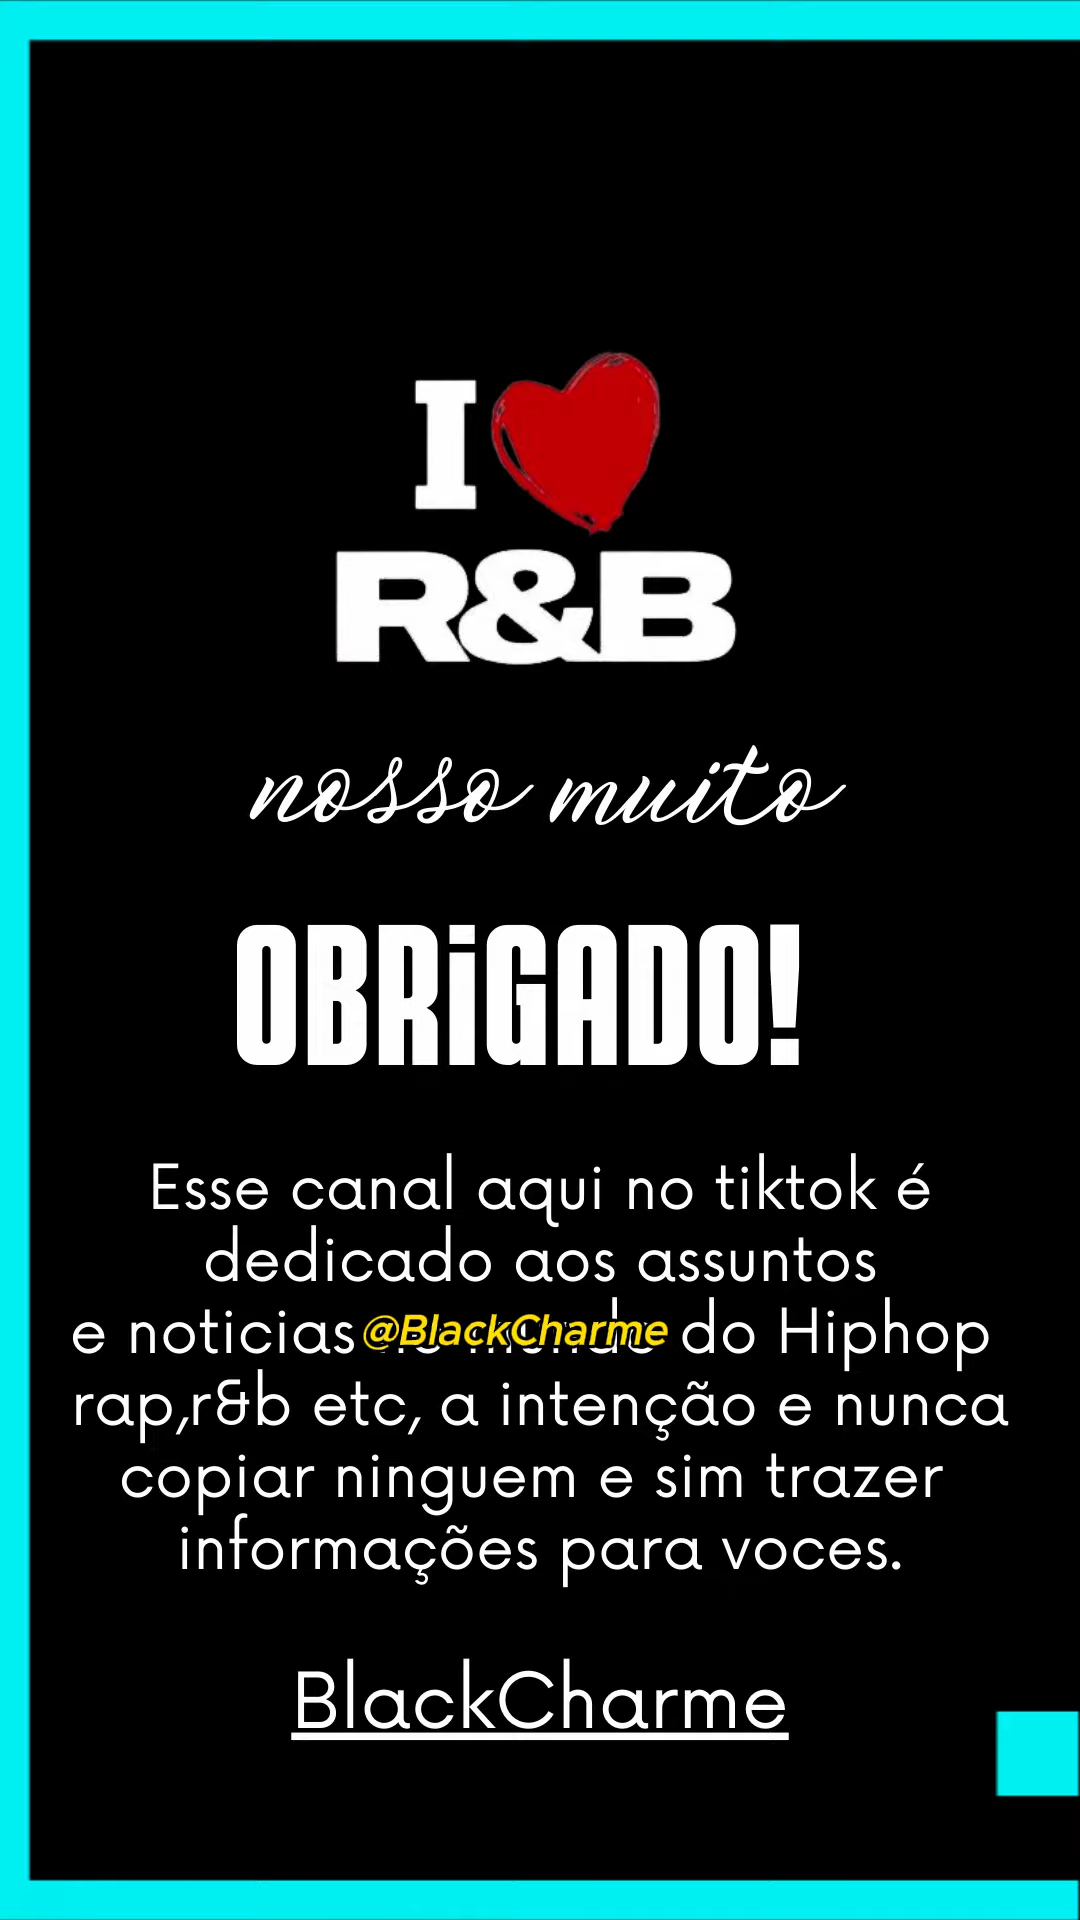 I
R&B
nosso muito
OBRiGADO!
Esse canal aqui no tiktok é
dedicado aos assuntos
e noticias @BlackCharme do Hiphop
rap,r&b etc, a intenção e nunca
copiar ninguem e sim trazer
informações para voces.
BlackCharme